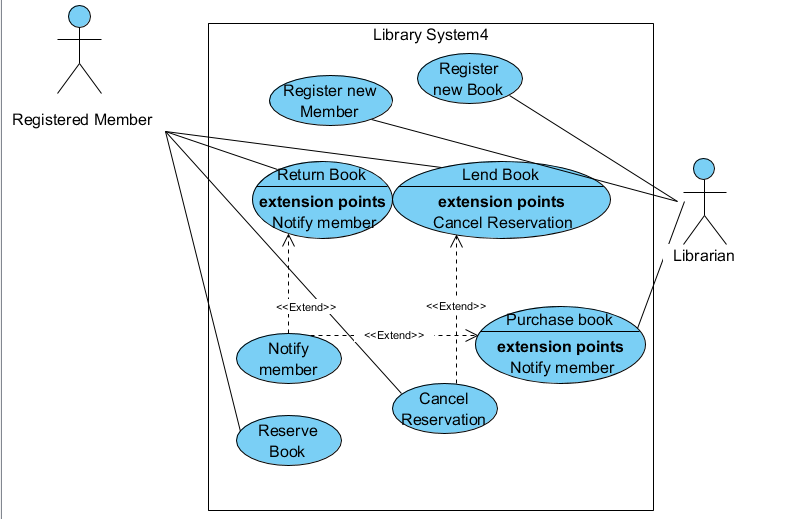 Library System4
Register
new Book
Register new
Member
Registered Member
Return Book
extension points
Notify member
Lend Book
extension points
Cancel Reservation
Librarian
<<Extend>>
<<Extend>>
<<Extend>>
Purchase book
extension points
Notify member
Notify
member
Cancel
Reservation
Reserve
Book